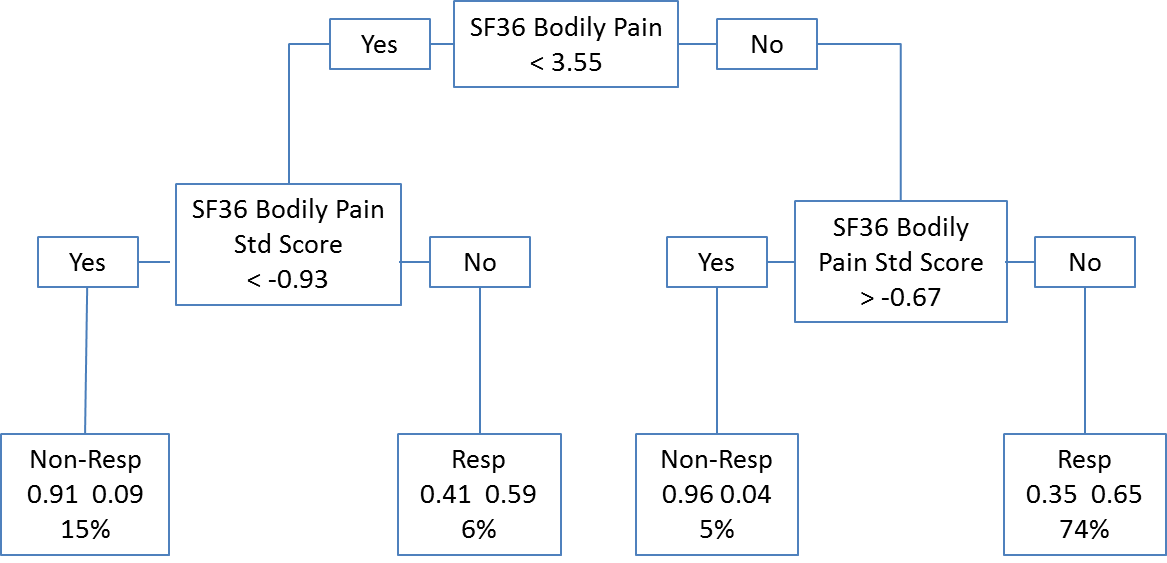 Yes
SF36 Bodily Pain
< 3.55
No
SF36 Bodily Pain
Std Score
< -0.93
Yes
No
SF36 Bodily
Pain Std Score
> -0.67
Yes
No
Non-Resp
0.91 0.09
15%
Resp
0.41 0.59
6%
Non-Resp
0.96 0.04
5%
Resp
0.35 0.65
74%